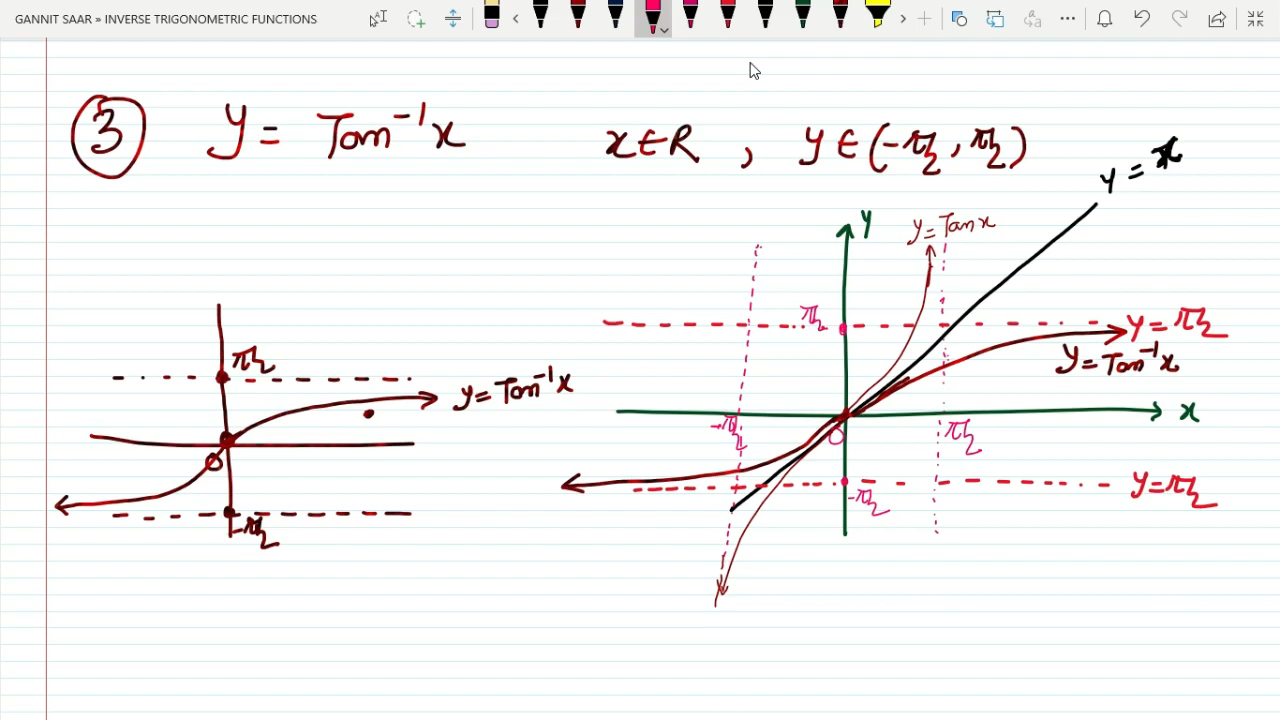 GANNIT SAAR » INVERSE TRIGONOMETRIC FUNCTIONS
③ y = Tan⁻¹x x ∈ R , y ∈ (-π/2, π/2)
y = x
y
y = Tan x
π/2
y = π/2
y = Tan⁻¹x
π/2
y = Tan⁻¹x
x
-π/2
O
π/2
O
y = π/2
-π/2
-π/2